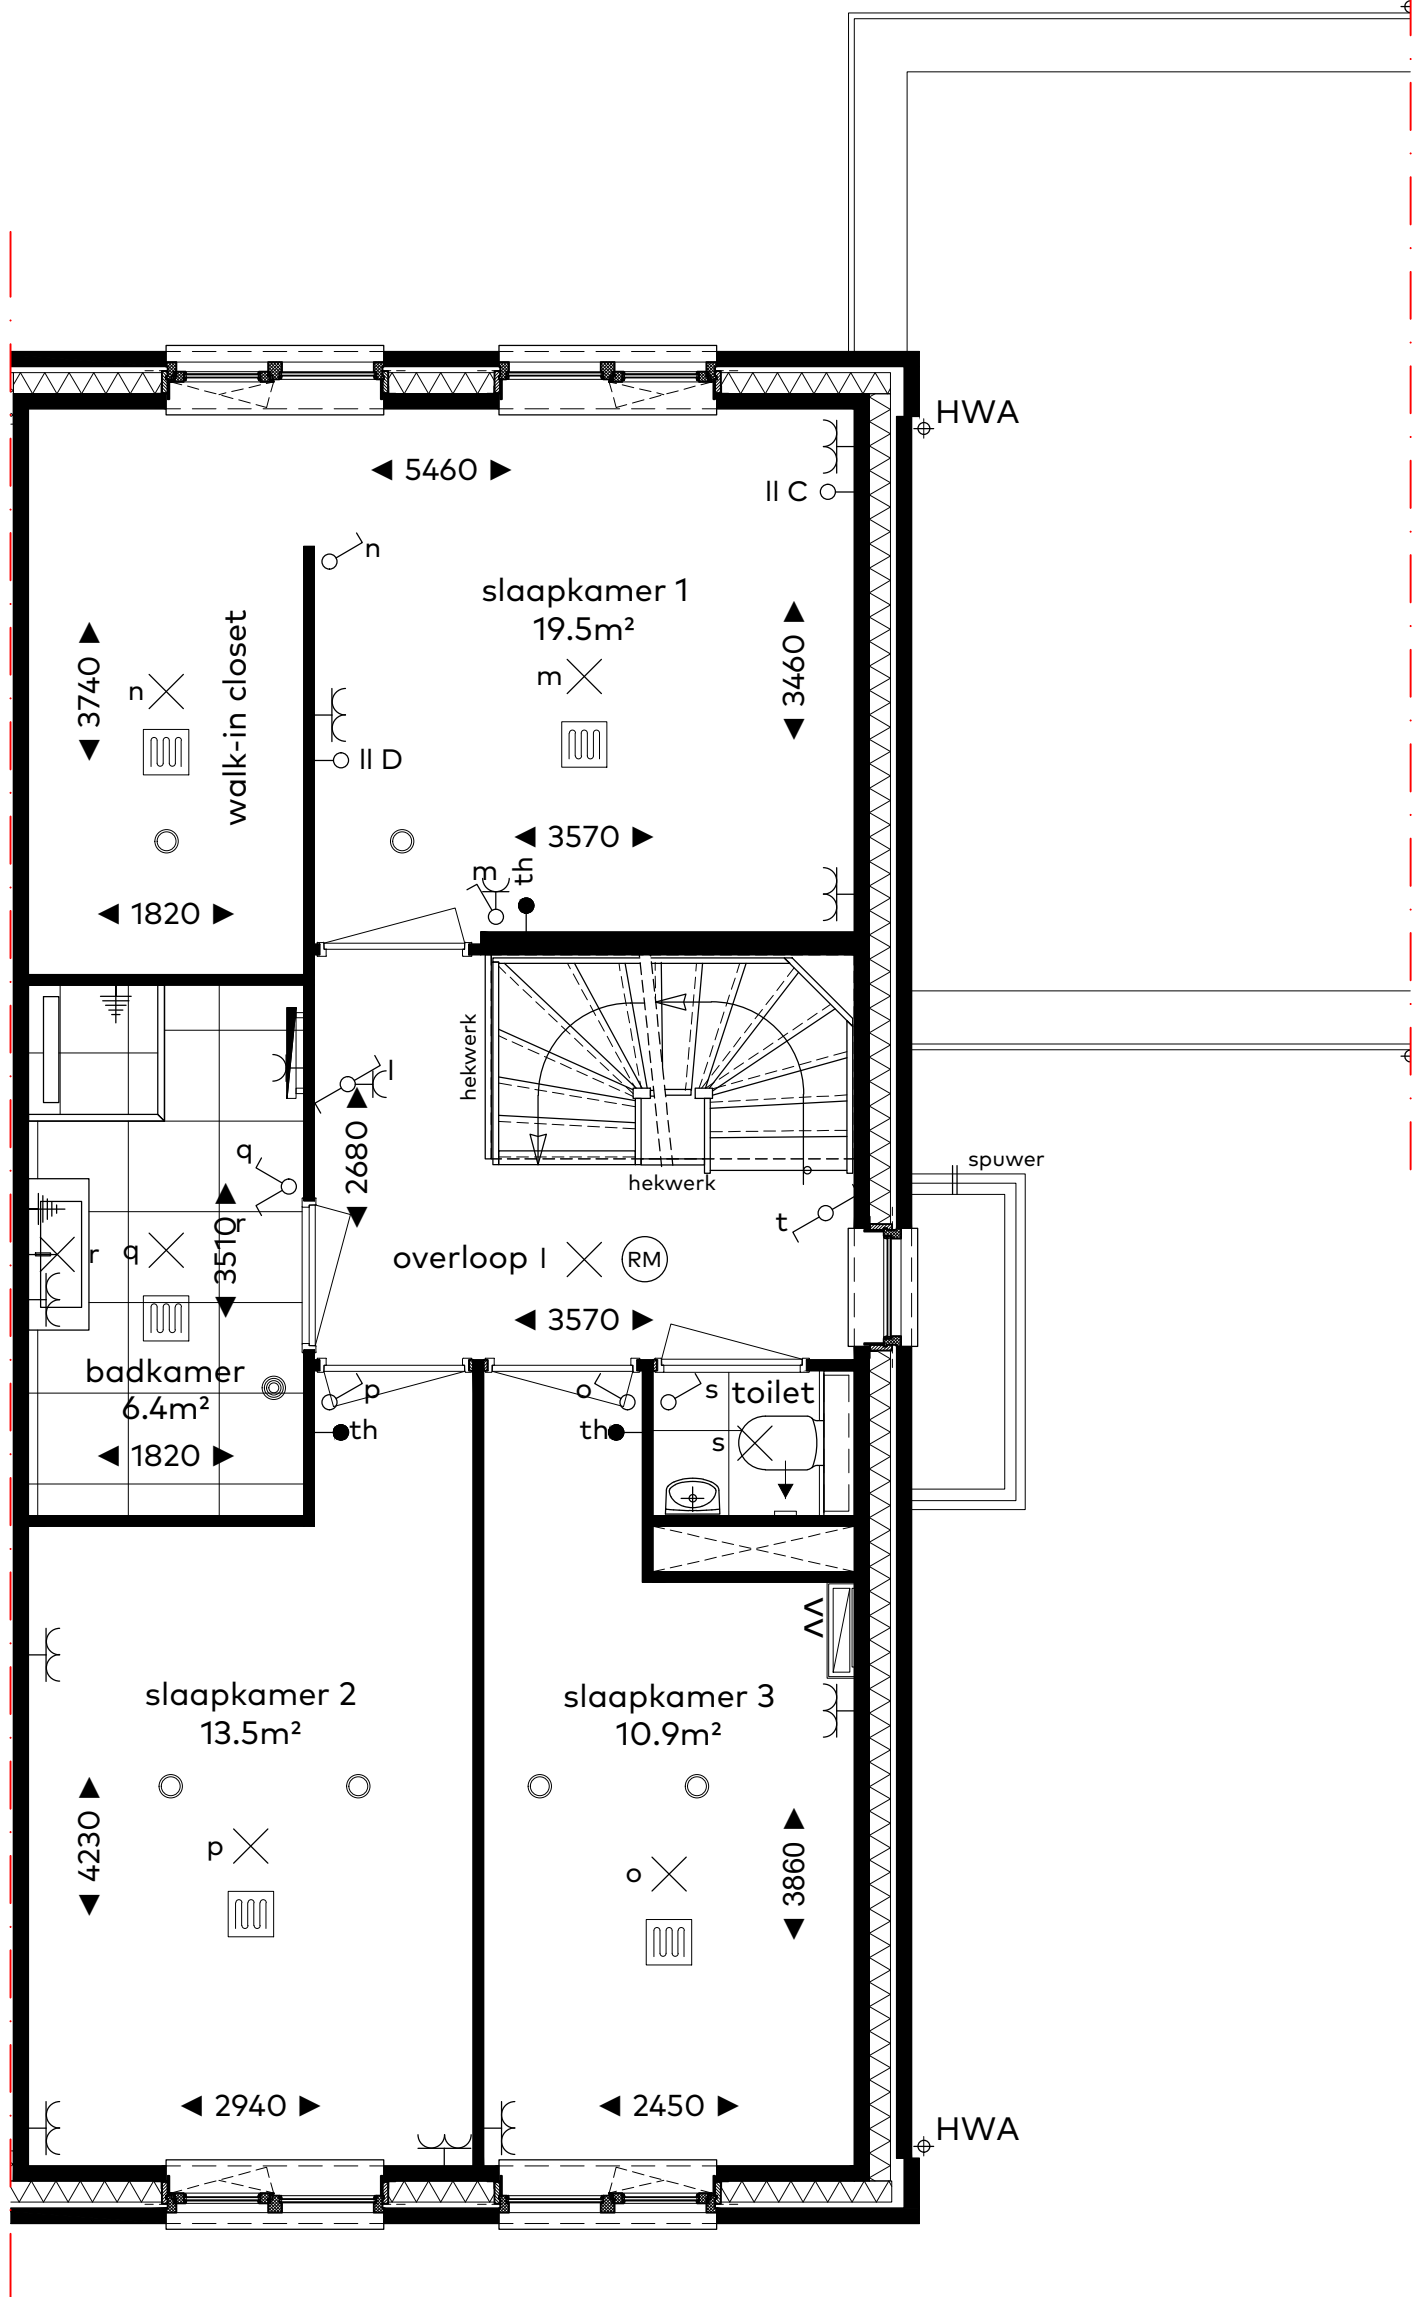 HWA
5460
II C
n
slaapkamer 1
19.5m²
3740
n
walk-in closet
m
3460
II D
3570
m
th
1820
hekwerk
l
2680
q
r
3510
hekwerk
spuwer
t
r
q
overloop
l
RM
3570
badkamer
6.4m²
p
o
s
toilet
th
th
s
1820
slaapkamer 2
13.5m²
slaapkamer 3
10.9m²
4230
p
o
3860
2940
2450
HWA